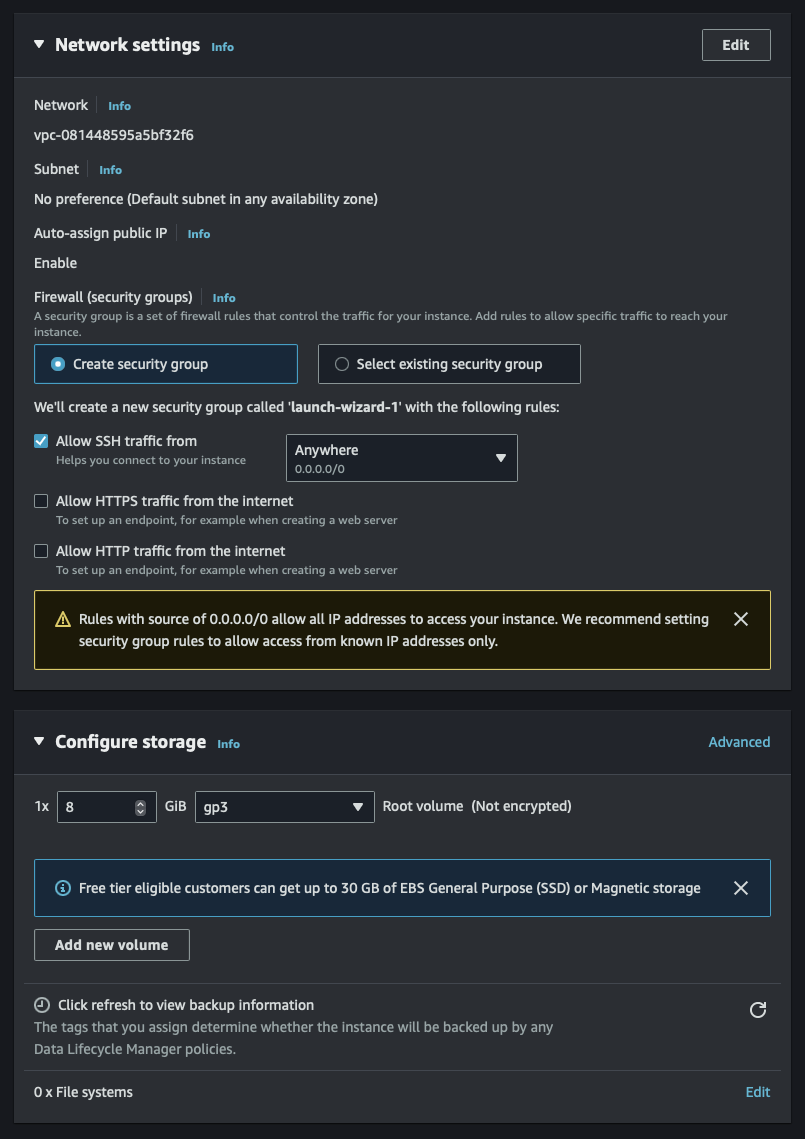 Network settings Info Edit
Network Info
vpc-081448595a5bf32f6
Subnet Info
No preference (Default subnet in any availability zone)
Auto-assign public IP Info
Enable
Firewall (security groups) Info
A security group is a set of firewall rules that control the traffic for your instance. Add rules to allow specific traffic to reach your
instance.
Create security group Select existing security group
We'll create a new security group called 'launch-wizard-1' with the following rules:
Allow SSH traffic from
Helps you connect to your instance
Anywhere
0.0.0.0/0
Allow HTTPS traffic from the internet
To set up an endpoint, for example when creating a web server
Allow HTTP traffic from the internet
To set up an endpoint, for example when creating a web server
Rules with source of 0.0.0.0/0 allow all IP addresses to access your instance. We recommend setting
security group rules to allow access from known IP addresses only.
Configure storage Info Advanced
1x 8 GiB gp3 Root volume (Not encrypted)
Free tier eligible customers can get up to 30 GB of EBS General Purpose (SSD) or Magnetic storage
Add new volume
Click refresh to view backup information
The tags that you assign determine whether the instance will be backed up by any
Data Lifecycle Manager policies.
0 x File systems Edit